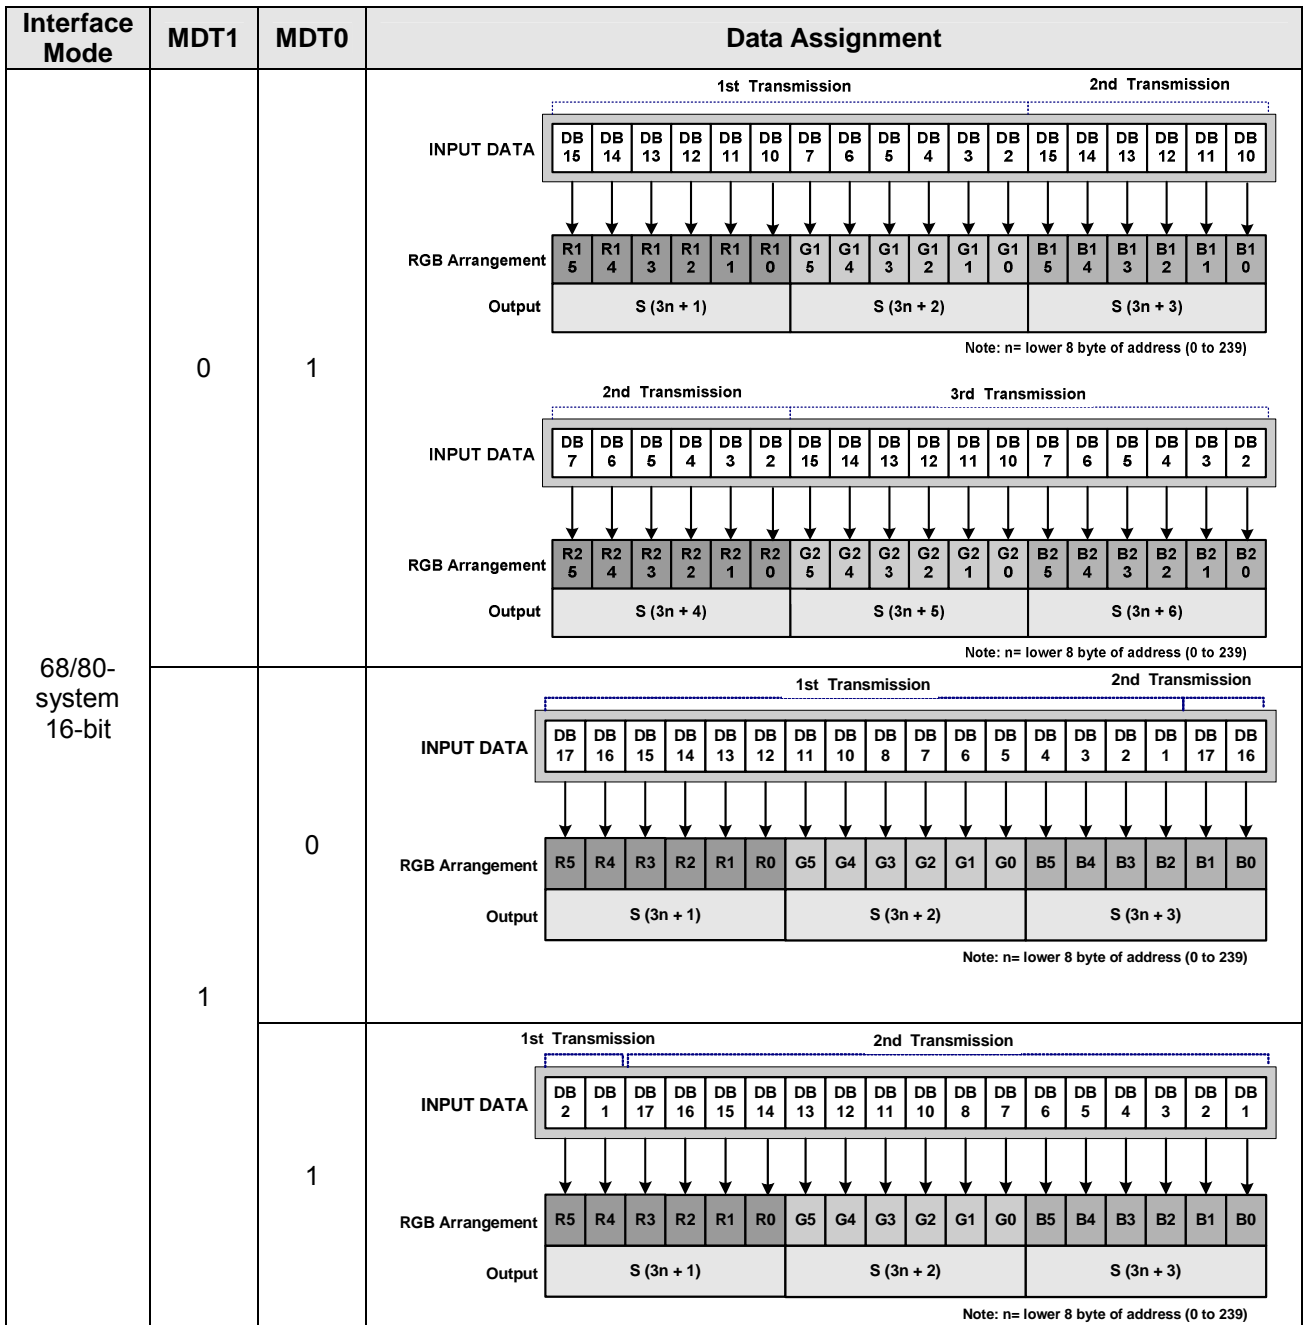 Interface Mode MDT1 MDT0 Data Assignment
68/80-system 16-bit
0 1
1st Transmission 2nd Transmission
INPUT DATA DB 15 DB 14 DB 13 DB 12 DB 11 DB 10 DB 7 DB 6 DB 5 DB 4 DB 3 DB 2 DB 15 DB 14 DB 13 DB 12 DB 11 DB 10
RGB Arrangement R1 5 R1 4 R1 3 R1 2 R1 1 R1 0 G1 5 G1 4 G1 3 G1 2 G1 1 G1 0 B1 5 B1 4 B1 3 B1 2 B1 1 B1 0
Output S (3n + 1) S (3n + 2) S (3n + 3)
Note: n= lower 8 byte of address (0 to 239)
2nd Transmission 3rd Transmission
INPUT DATA DB 7 DB 6 DB 5 DB 4 DB 3 DB 2 DB 15 DB 14 DB 13 DB 12 DB 11 DB 10 DB 7 DB 6 DB 5 DB 4 DB 3 DB 2
RGB Arrangement R2 5 R2 4 R2 3 R2 2 R2 1 R2 0 G2 5 G2 4 G2 3 G2 2 G2 1 G2 0 B2 5 B2 4 B2 3 B2 2 B2 1 B2 0
Output S (3n + 4) S (3n + 5) S (3n + 6)
Note: n= lower 8 byte of address (0 to 239)
1 0
1st Transmission 2nd Transmission
INPUT DATA DB 17 DB 16 DB 15 DB 14 DB 13 DB 12 DB 11 DB 10 DB 8 DB 7 DB 6 DB 5 DB 4 DB 3 DB 2 DB 1 DB 17 DB 16
RGB Arrangement R5 R4 R3 R2 R1 R0 G5 G4 G3 G2 G1 G0 B5 B4 B3 B2 B1 B0
Output S (3n + 1) S (3n + 2) S (3n + 3)
Note: n= lower 8 byte of address (0 to 239)
1
1st Transmission 2nd Transmission
INPUT DATA DB 2 DB 1 DB 17 DB 16 DB 15 DB 14 DB 13 DB 12 DB 11 DB 10 DB 8 DB 7 DB 6 DB 5 DB 4 DB 3 DB 2 DB 1
RGB Arrangement R5 R4 R3 R2 R1 R0 G5 G4 G3 G2 G1 G0 B5 B4 B3 B2 B1 B0
Output S (3n + 1) S (3n + 2) S (3n + 3)
Note: n= lower 8 byte of address (0 to 239)